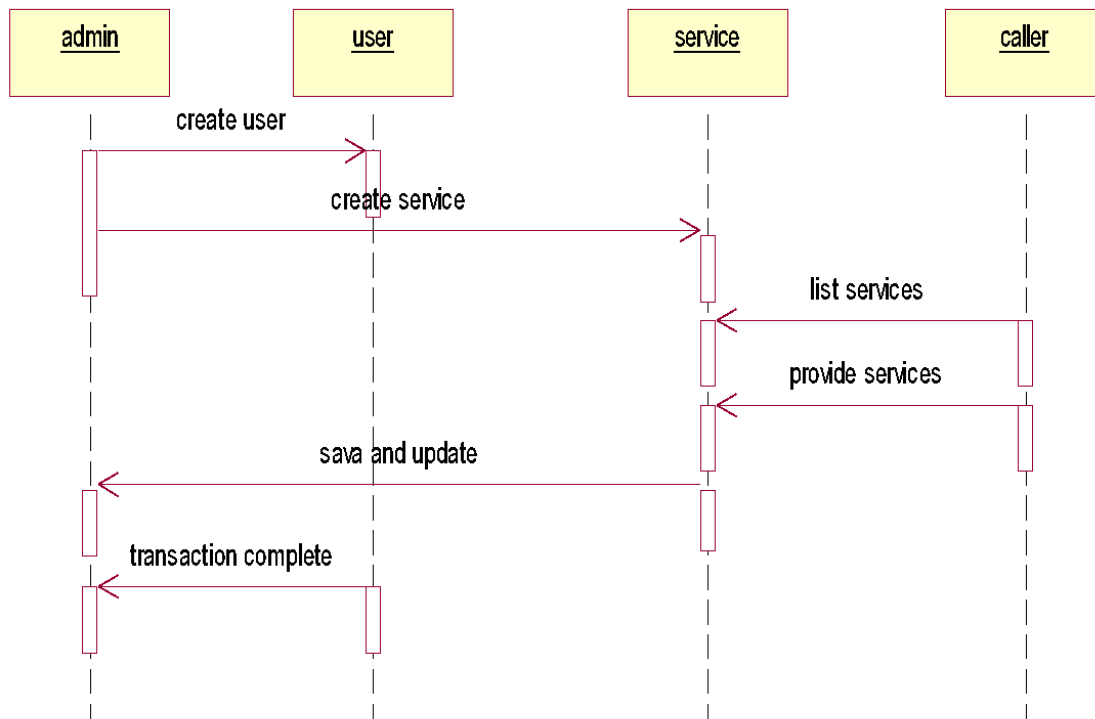 admin
user
service
caller
create user
create service
list services
provide services
sava and update
transaction complete